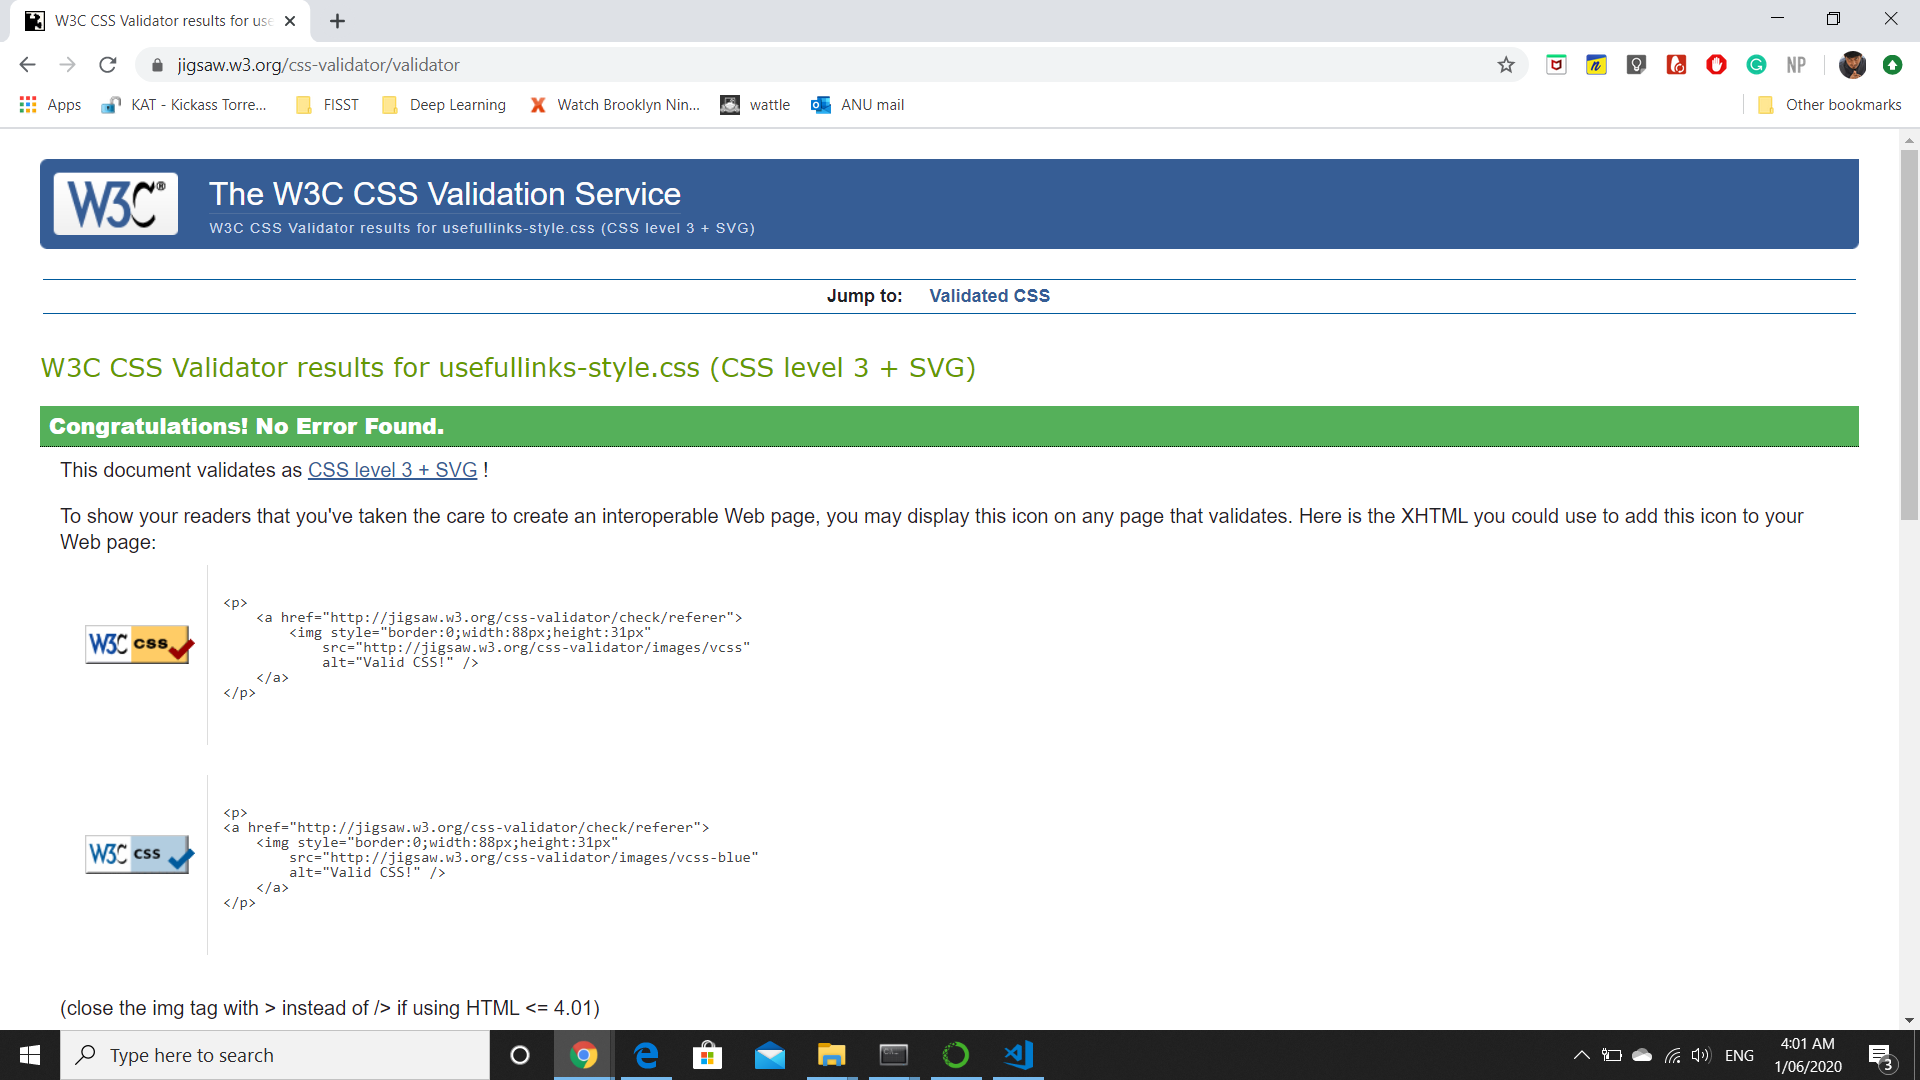 W3C CSS Validator results for use
jigsaw.w3.org/css-validator/validator
NP
Apps
KAT - Kickass Torre...
FISST
Deep Learning
Watch Brooklyn Nin...
wattle
ANU mail
Other bookmarks
W3C®
The W3C CSS Validation Service
W3C CSS Validator results for usefullinks-style.css (CSS level 3 + SVG)
Jump to: Validated CSS
W3C CSS Validator results for usefullinks-style.css (CSS level 3 + SVG)
Congratulations! No Error Found.
This document validates as CSS level 3 + SVG !
To show your readers that you've taken the care to create an interoperable Web page, you may display this icon on any page that validates. Here is the XHTML you could use to add this icon to your
Web page:
W3C css
<p>
    <a href="http://jigsaw.w3.org/css-validator/check/referer">
        <img style="border:0;width:88px;height:31px"
            src="http://jigsaw.w3.org/css-validator/images/vcss"
            alt="Valid CSS!" />
    </a>
</p>
W3C css
<p>
<a href="http://jigsaw.w3.org/css-validator/check/referer">
    <img style="border:0;width:88px;height:31px"
        src="http://jigsaw.w3.org/css-validator/images/vcss-blue"
        alt="Valid CSS!" />
    </a>
</p>
(close the img tag with > instead of /> if using HTML <= 4.01)
Type here to search
ENG
4:01 AM
1/06/2020
3